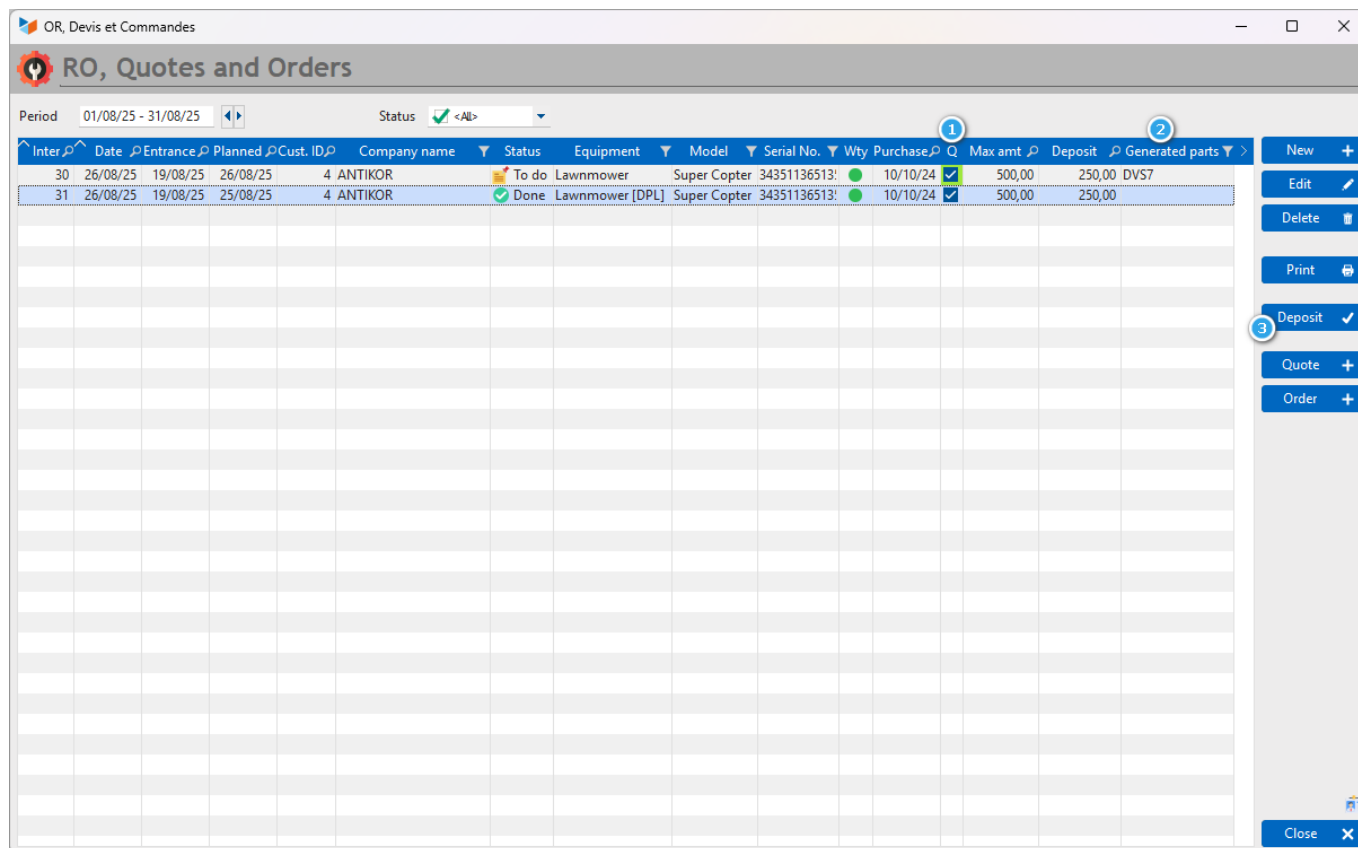 OR, Devis et Commandes
RO, Quotes and Orders
Period 01/08/25 - 31/08/25 Status <All>
1 2
Inter Date Entrance Planned Cust. ID Company name Status Equipment Model Serial No. Wty Purchase Q Max amt Deposit Generated parts
30 26/08/25 19/08/25 26/08/25 4 ANTIKOR To do Lawnmower Super Copter 34351136513 10/10/24 500,00 250,00 DVS7
31 26/08/25 19/08/25 25/08/25 4 ANTIKOR Done Lawnmower [DPL] Super Copter 34351136513 10/10/24 500,00 250,00
New
Edit
Delete
Print
Deposit
3
Quote
Order
Close